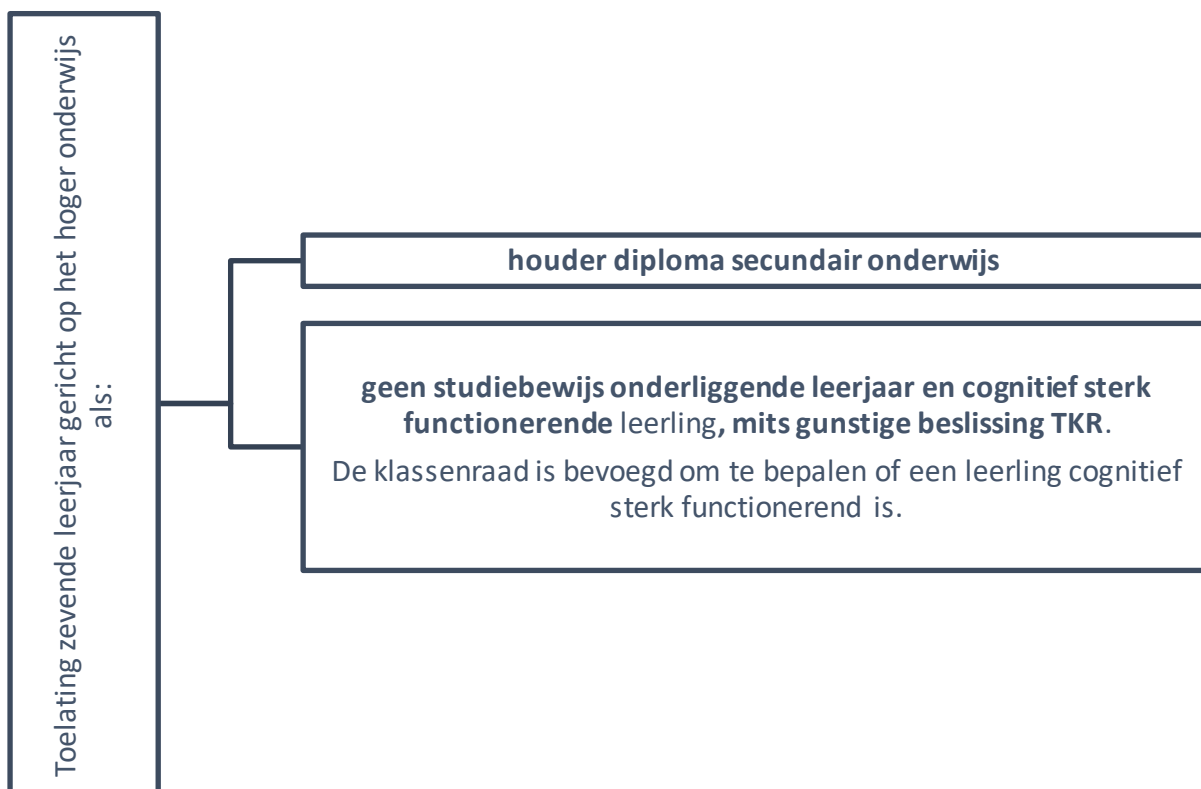 Toelating zevende leerjaar gericht op het hoger onderwijs
als:
houder diploma secundair onderwijs
geen studiebewijs onderliggende leerjaar en cognitief sterk
functionerende leerling, mits gunstige beslissing TKR.
De klassenraad is bevoegd om te bepalen of een leerling cognitief
sterk functionerend is.